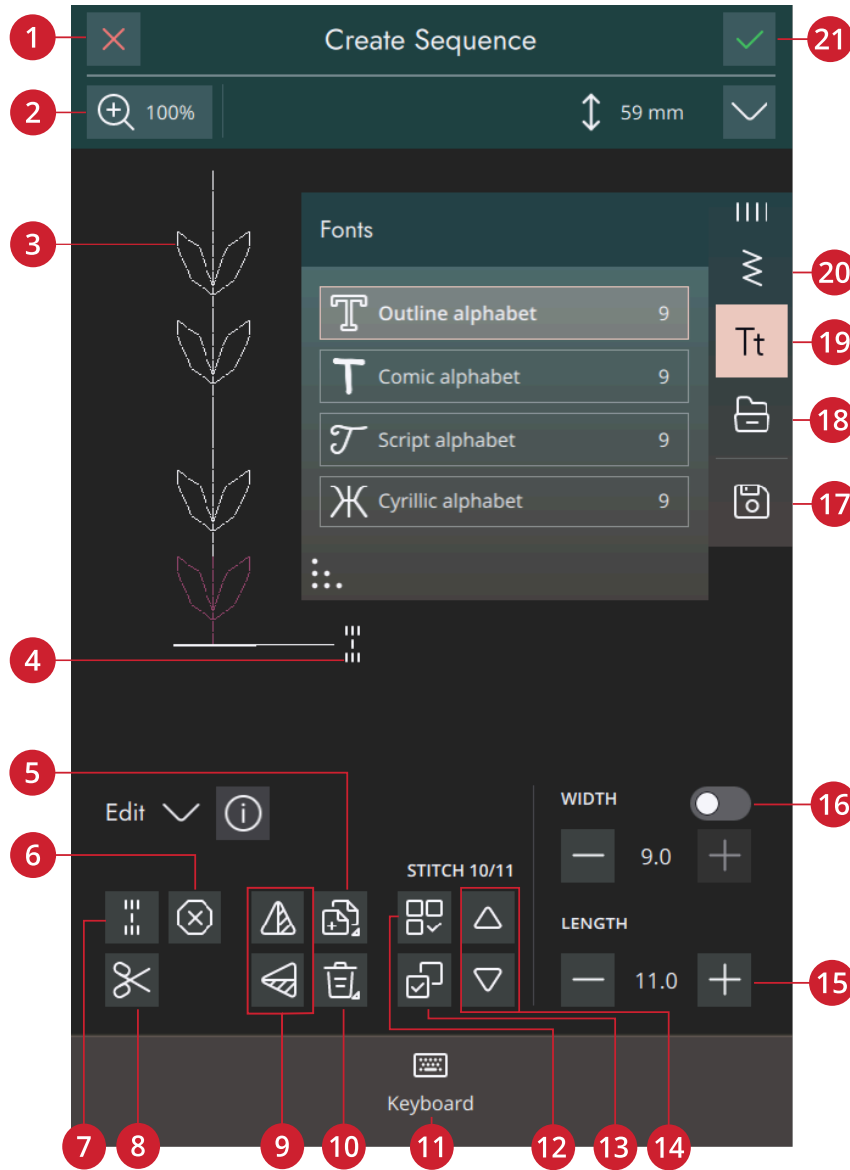 1
Create Sequence
21
2
100%
59 mm
3
Fonts
20
Outline alphabet 9
Tt
19
Comic alphabet 9
18
Script alphabet 9
Cyrillic alphabet 9
17
4
5
WIDTH
16
Edit
6
9.0
STITCH 10/11
7
LENGTH
11.0
15
8
Keyboard
7 8 9 10 11 12 13 14